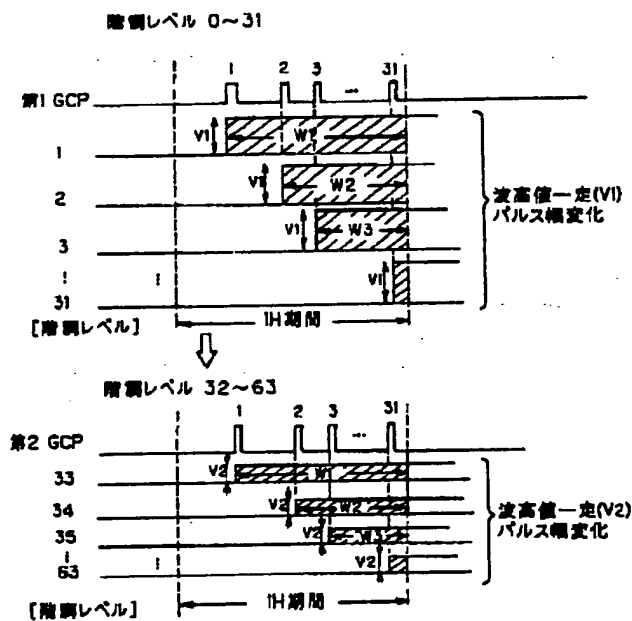 階調レベル 0〜31
1 2 3 … 31
第1 GCP
V1 W1
1
V1 W2
2
V1 W3
3
V1
31
波高値一定(V1)
パルス幅変化
[階調レベル]
1H期間
階調レベル 32〜63
1 2 3 … 31
第2 GCP
V2 W1
33
V2 W2
34
V2 W3
35
V2
63
波高値一定(V2)
パルス幅変化
[階調レベル]
1H期間